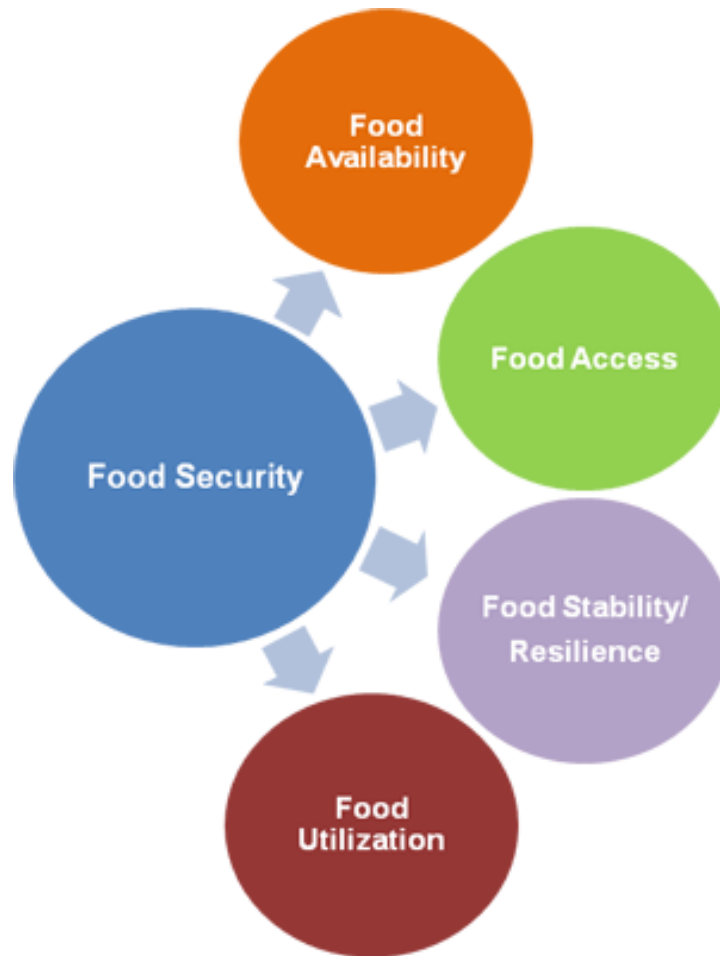 Food
Availability
Food Access
Food Security
Food Stability/
Resilience
Food
Utilization